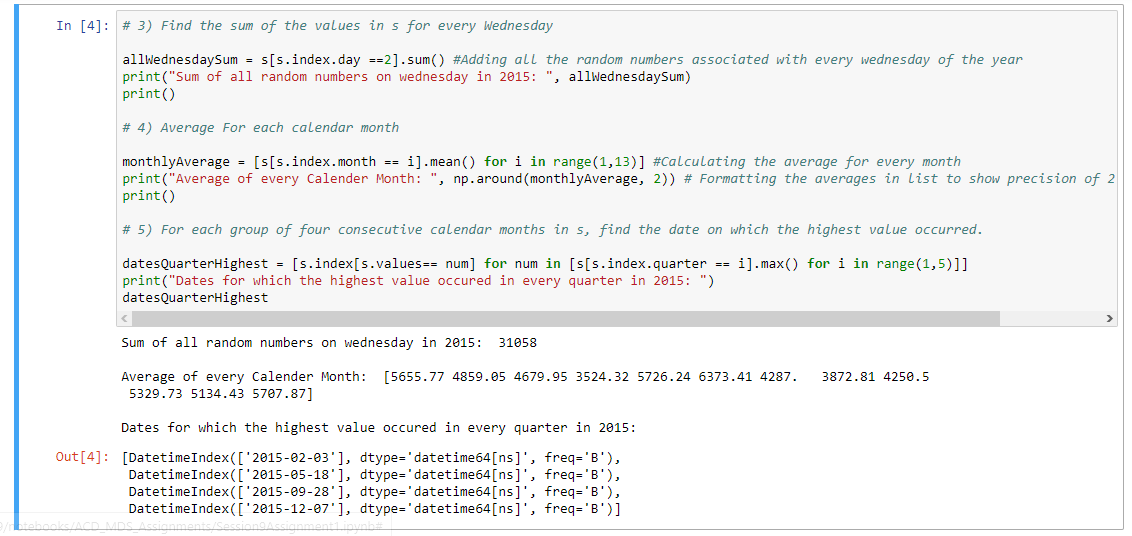 In [4]: # 3) Find the sum of the values in s for every Wednesday
allWednesdaySum = s[s.index.day ==2].sum() #Adding all the random numbers associated with every wednesday of the year
print("Sum of all random numbers on wednesday in 2015: ", allWednesdaySum)
print()
# 4) Average For each calendar month
monthlyAverage = [s[s.index.month == i].mean() for i in range(1,13)] #Calculating the average for every month
print("Average of every Calender Month: ", np.around(monthlyAverage, 2)) # Formatting the averages in list to show precision of 2
print()
# 5) For each group of four consecutive calendar months in s, find the date on which the highest value occurred.
datesQuarterHighest = [s.index[s.values== num] for num in [s[s.index.quarter == i].max() for i in range(1,5)]]
print("Dates for which the highest value occured in every quarter in 2015: ")
datesQuarterHighest
Sum of all random numbers on wednesday in 2015:  31058
Average of every Calender Month:  [5655.77 4859.05 4679.95 3524.32 5726.24 6373.41 4287.   3872.81 4250.5
5329.73 5134.43 5707.87]
Dates for which the highest value occured in every quarter in 2015:
Out[4]: [DatetimeIndex(['2015-02-03'], dtype='datetime64[ns]', freq='B'),
DatetimeIndex(['2015-05-18'], dtype='datetime64[ns]', freq='B'),
DatetimeIndex(['2015-09-28'], dtype='datetime64[ns]', freq='B'),
DatetimeIndex(['2015-12-07'], dtype='datetime64[ns]', freq='B')]
9/notebooks/ACD_MDS_Assignments/Session9Assignment1.ipynb#